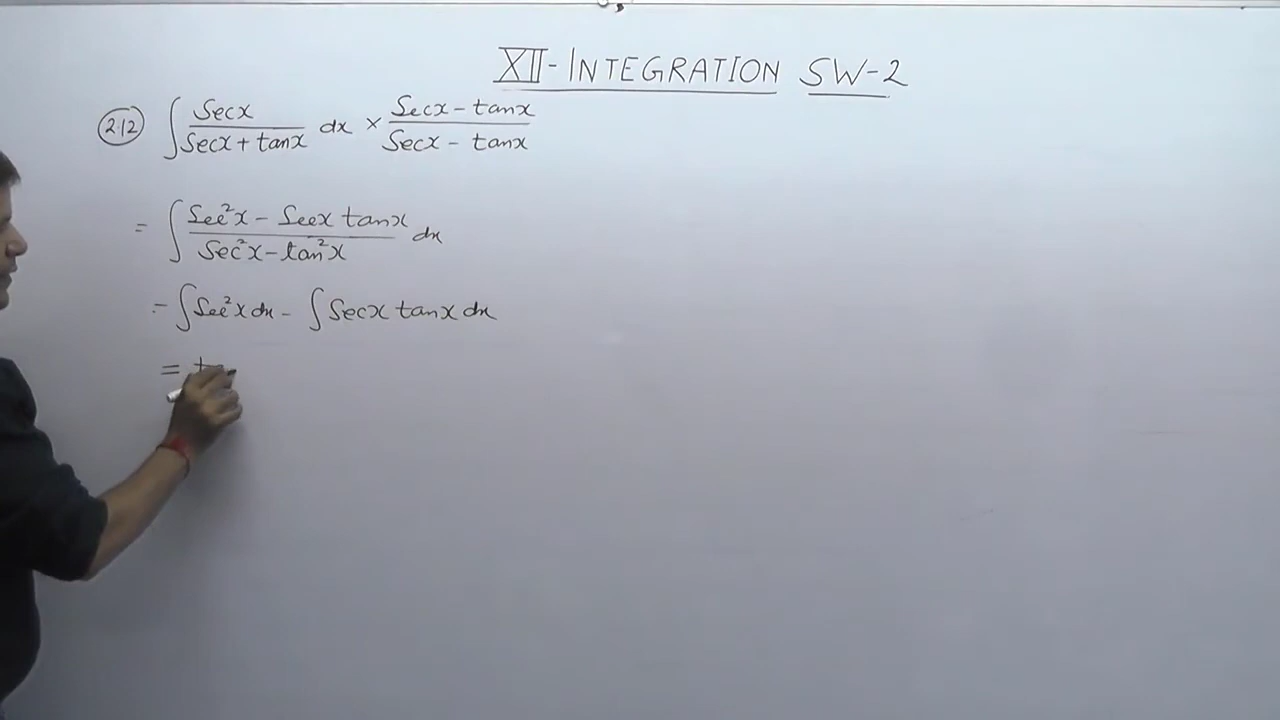 XII - INTEGRATION SW-2
2.12 ∫ Secx / (Secx + tanx) dx × (Secx - tanx) / (Secx - tanx)
= ∫ (Sec²x - Secx tanx) / (Sec²x - tan²x) dx
= ∫ Sec²x dx - ∫ Secx tanx dx
=